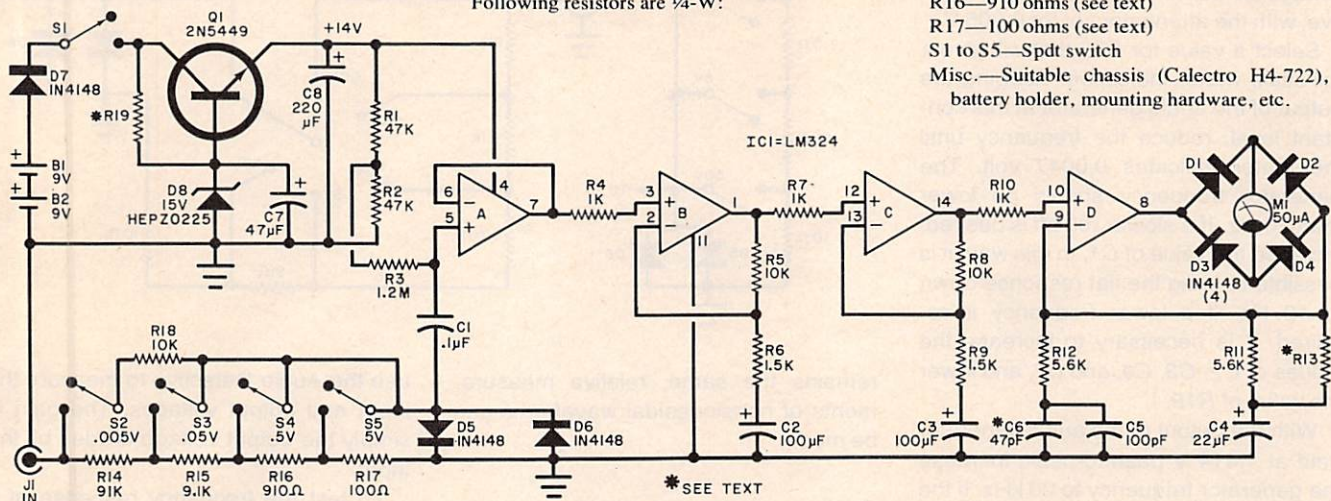 Following resistors are ¼-W:
R16—910 ohms (see text)
R17—100 ohms (see text)
S1 to S5—Spdt switch
Misc.—Suitable chassis (Calectro H4-722),
battery holder, mounting hardware, etc.
S1
Q1
2N5449
+14V
D7
IN4148
*R19
C8
220
µF
R1
47K
R2
47K
B1
9V
B2
9V
D8
15V
HEPZ0225
C7
47µF
R3
1.2M
C1
.1µF
6
5
4
A
7
R4
1K
IC1=LM324
3
2
B
1
11
R7
1K
12
13
C
14
R10
1K
10
9
D
8
D1
D2
M1
50µA
D3
D4
IN4148
(4)
R5
10K
R6
1.5K
C2
100µF
R8
10K
R9
1.5K
C3
100µF
R12
5.6K
*C6
47pF
C5
100pF
R11
5.6K
*R13
C4
22µF
R18
10K
S2
.005V
S3
.05V
S4
.5V
S5
5V
J1
IN
R14
91K
R15
9.1K
R16
910Ω
R17
100Ω
D5
IN4148
D6
IN4148
*SEE TEXT